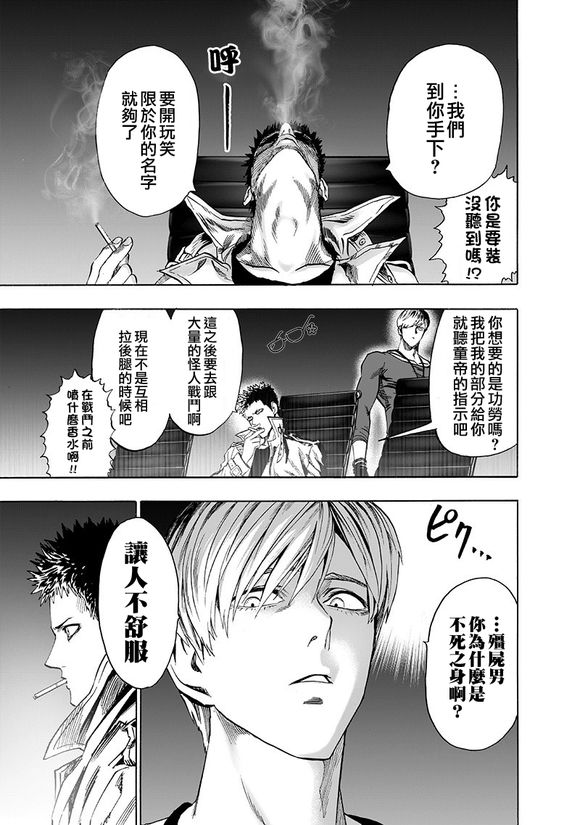 …我們
到你手下?
你是要裝
沒聽到嗎!?
呼
要開玩笑
限於你的名字
就夠了
你想要的是功勞嗎?
我把我的部分給你
就聽童帝的指示吧
這之後要去跟
大量的怪人戰鬥啊
現在不是互相
拉後腿的時候吧
在戰鬥之前
噴什麼香水啊!!
ピク…
…殭屍男
你為什麼是
不死之身啊?
讓人不舒服